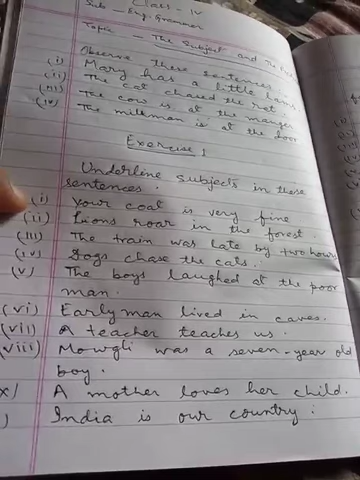 Class - IV
Sub - Eng. Grammar
Topic - The Subject and The
Observe these sentences
(i) Mary has a little
(ii) The cat chased the rat
(iii) The cow is at the manger
(iv) The milkman is at the door
Exercise 1
Underline subjects in these
sentences.
(i) Your coat is very fine
(ii) Lions roar in the forest.
(iii) The train was late by two hours
(iv) Dogs chase the cats.
(v) The boys laughed at the poor
man.
(vi) Early man lived in caves.
(vii) A teacher teaches us.
(viii) Mowgli was a seven-year old
boy.
x) A mother loves her child.
) India is our country.